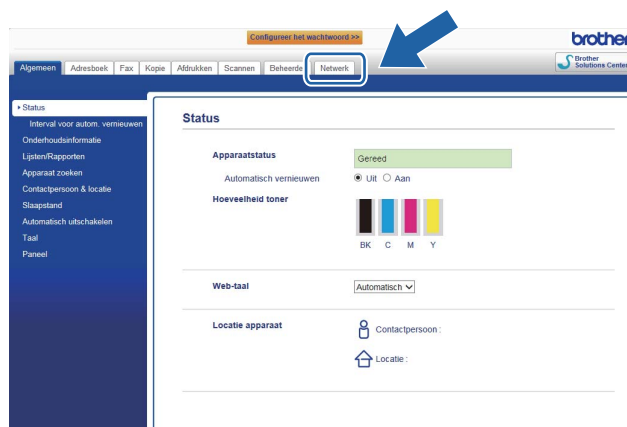 Configureer het wachtwoord >>
brother
Algemeen Adresboek Fax Kopie Afdrukken Scannen Beheerde Netwerk
Brother
Solutions Center
Status
Interval voor autom. vernieuwen
Onderhoudsinformatie
Lijsten/Rapporten
Apparaat zoeken
Contactpersoon & locatie
Slaapstand
Automatisch uitschakelen
Taal
Paneel
Status
Apparaatstatus Gereed
Automatisch vernieuwen Uit Aan
Hoeveelheid toner
BK C M Y
Web-taal Automatisch
Locatie apparaat Contactpersoon :
Locatie :